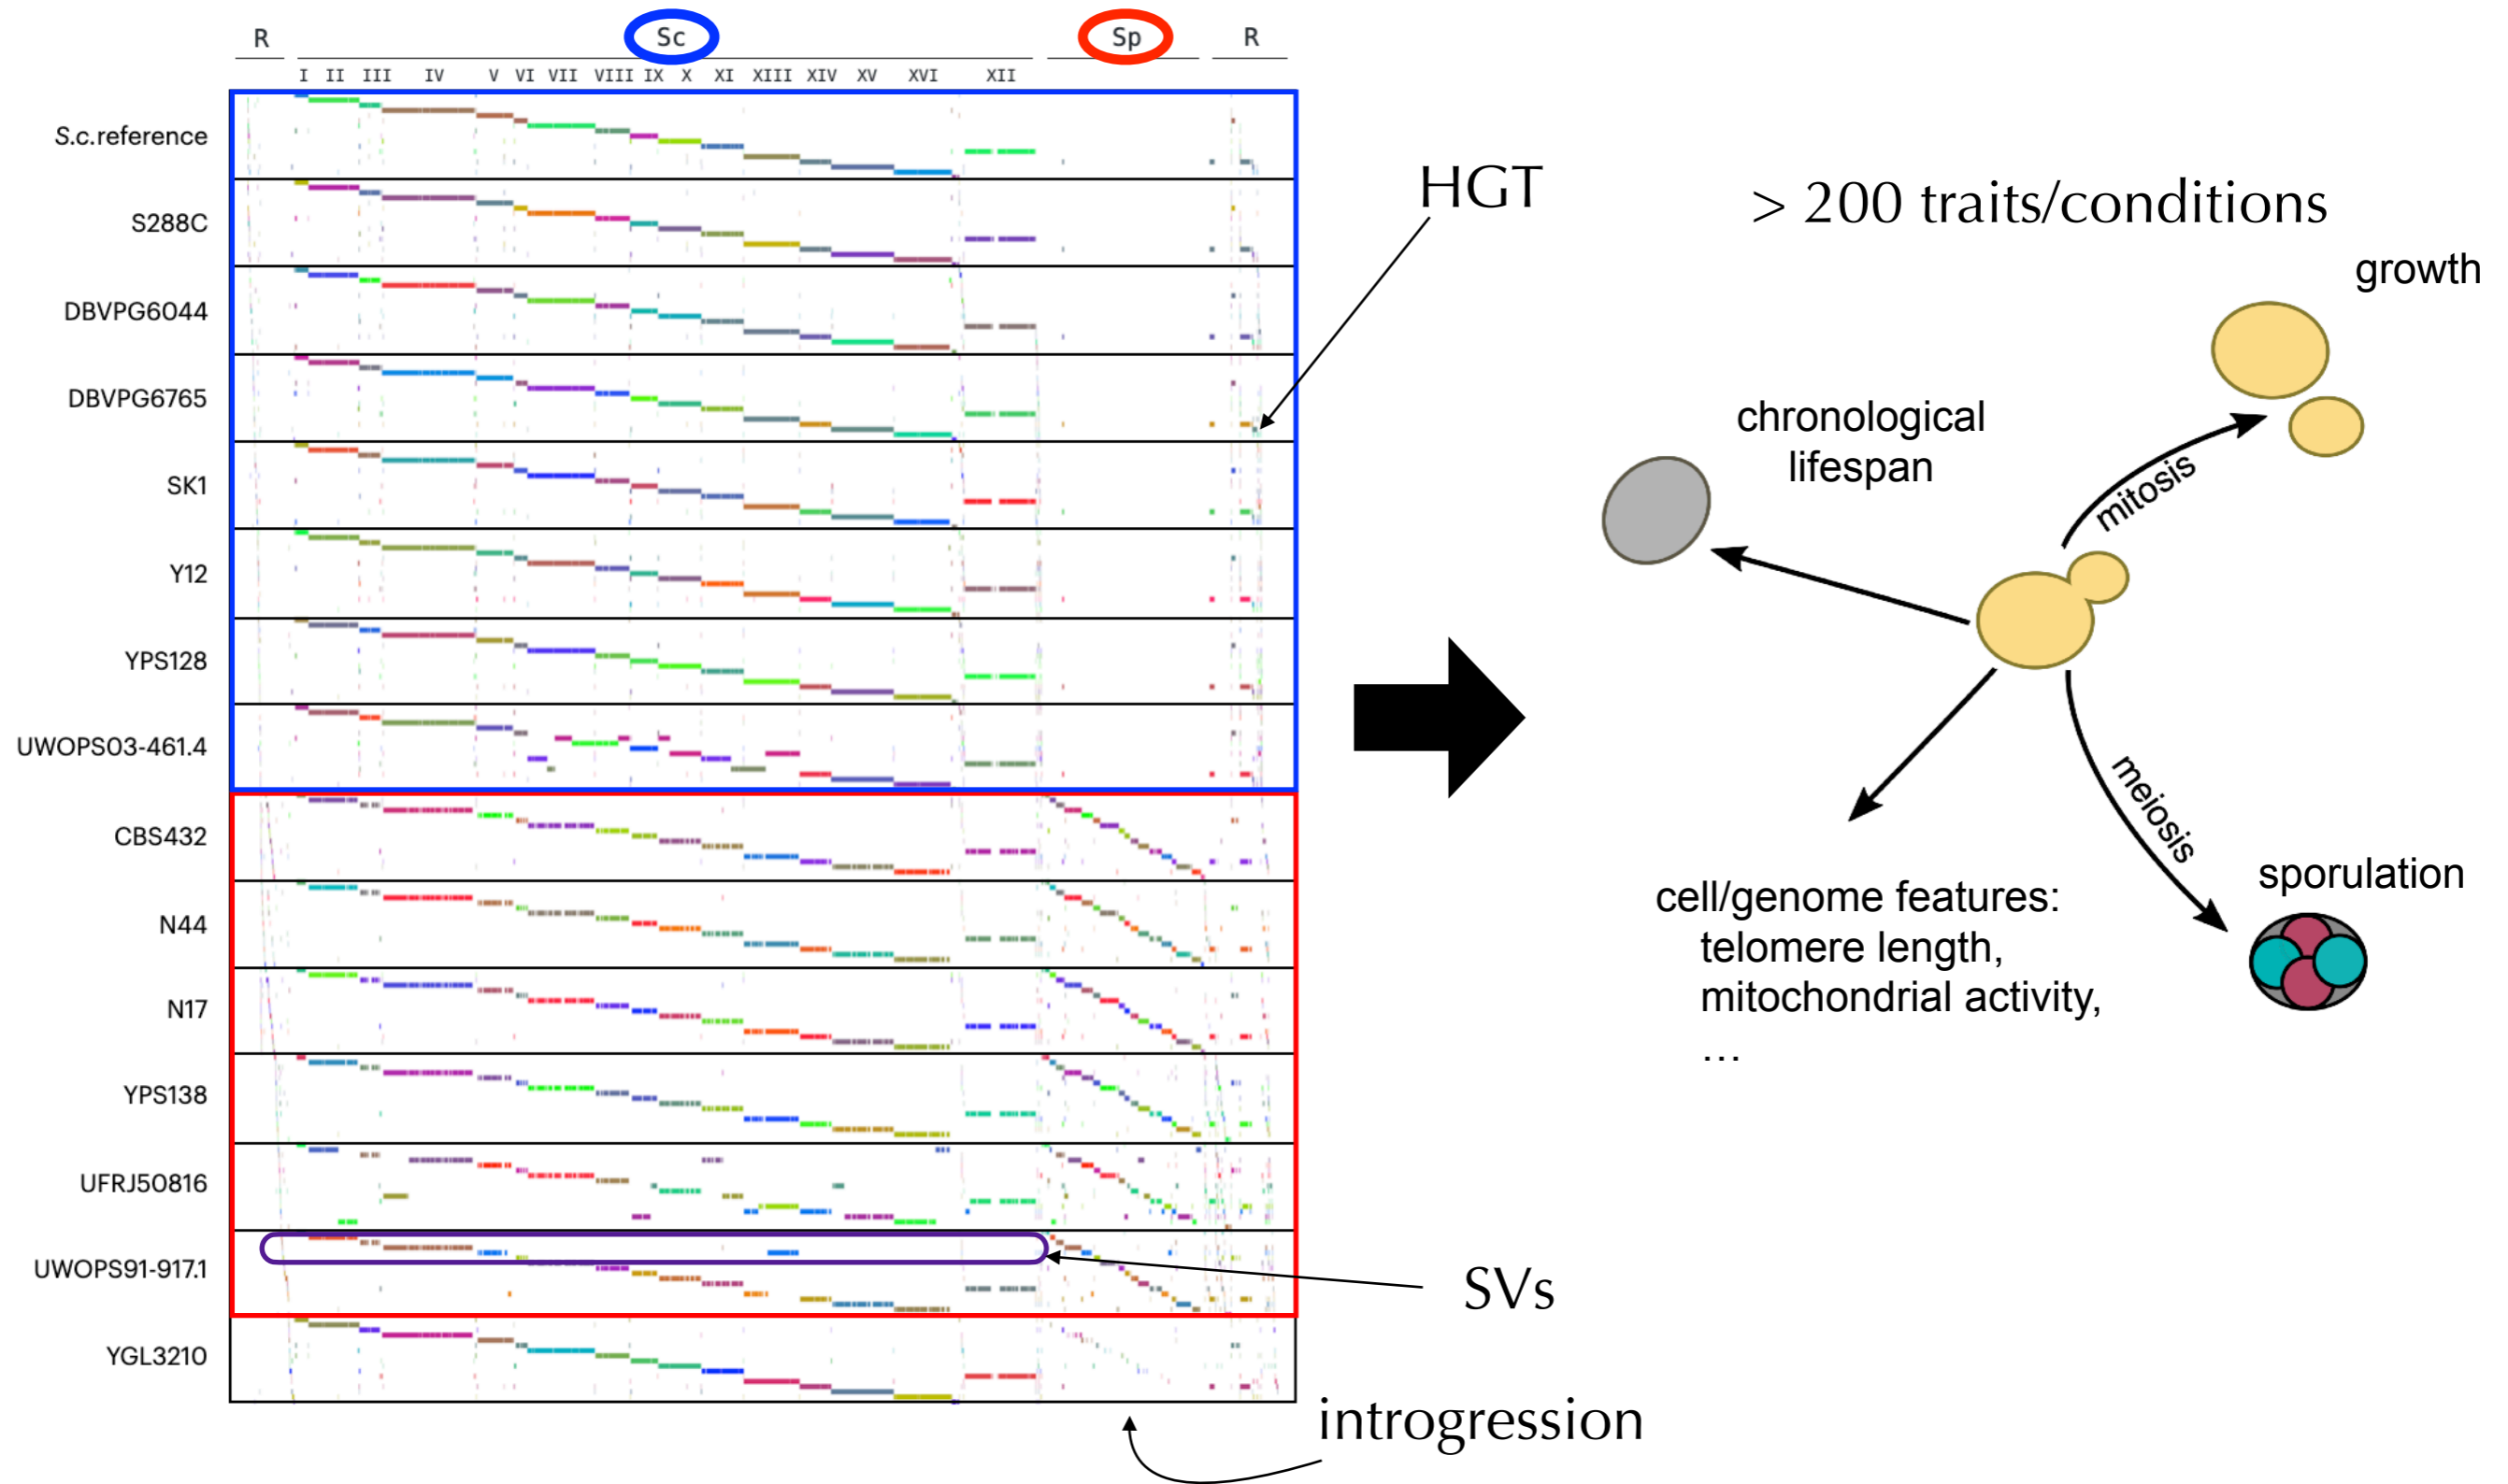 R Sc Sp R
I II III IV V VI VII VIII IX X XI XIII XIV XV XVI XII
S.c.reference
S288C
DBVPG6044
DBVPG6765
SK1
Y12
YPS128
UWOPS03-461.4
CBS432
N44
N17
YPS138
UFRJ50816
UWOPS91-917.1
YGL3210
HGT
SVs
introgression
> 200 traits/conditions
growth
chronological
lifespan
mitosis
meiosis
sporulation
cell/genome features:
telomere length,
mitochondrial activity,
…